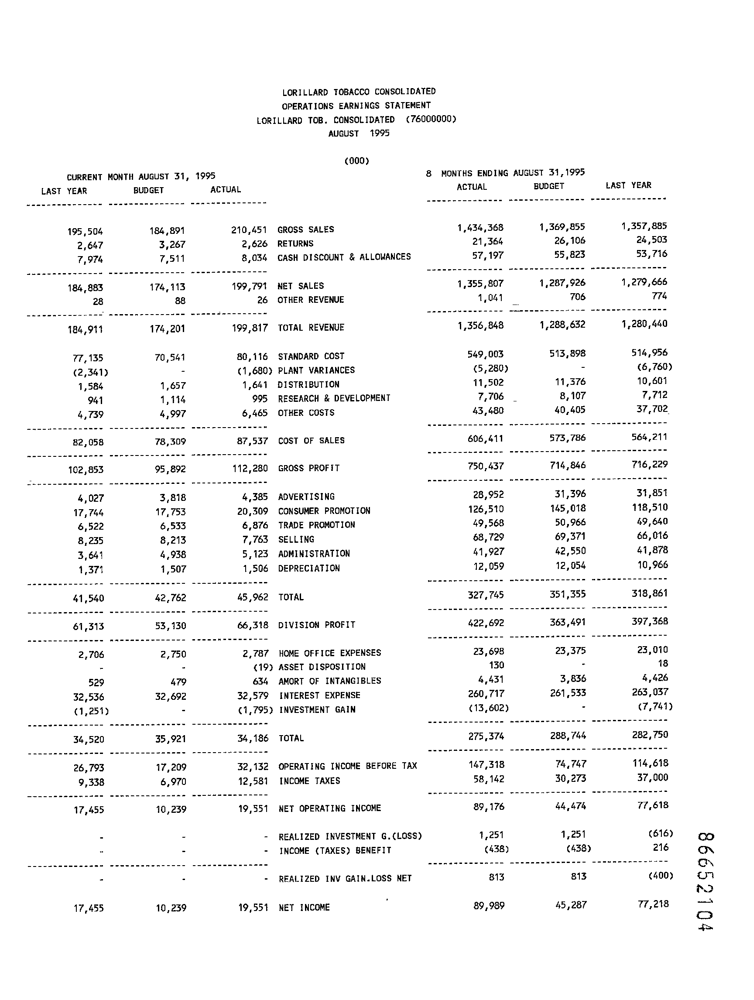 LORILLARD TOBACCO CONSOLIDATED
OPERATIONS EARNINGS STATEMENT
LORILLARD TOB. CONSOLIDATED (76000000)
AUGUST 1995
(000)
CURRENT MONTH AUGUST 31, 1995 8 MONTHS ENDING AUGUST 31,1995
LAST YEAR BUDGET ACTUAL ACTUAL BUDGET LAST YEAR
195,504 184,891 210,451 GROSS SALES 1,434,368 1,369,855 1,357,885
2,647 3,267 2,626 RETURNS 21,364 26,106 24,503
7,974 7,511 8,034 CASH DISCOUNT & ALLOWANCES 57,197 55,823 53,716
184,883 174,113 199,791 NET SALES 1,355,807 1,287,926 1,279,666
28 88 26 OTHER REVENUE 1,041 706 774
184,911 174,201 199,817 TOTAL REVENUE 1,356,848 1,288,632 1,280,440
77,135 70,541 80,116 STANDARD COST 549,003 513,898 514,956
(2,341) - (1,680) PLANT VARIANCES (5,280) - (6,760)
1,584 1,657 1,641 DISTRIBUTION 11,502 11,376 10,601
941 1,114 995 RESEARCH & DEVELOPMENT 7,706 8,107 7,712
4,739 4,997 6,465 OTHER COSTS 43,480 40,405 37,702
82,058 78,309 87,537 COST OF SALES 606,411 573,786 564,211
102,853 95,892 112,280 GROSS PROFIT 750,437 714,846 716,229
4,027 3,818 4,385 ADVERTISING 28,952 31,396 31,851
17,744 17,753 20,309 CONSUMER PROMOTION 126,510 145,018 118,510
6,522 6,533 6,876 TRADE PROMOTION 49,568 50,966 49,640
8,235 8,213 7,763 SELLING 68,729 69,371 66,016
3,641 4,938 5,123 ADMINISTRATION 41,927 42,550 41,878
1,371 1,507 1,506 DEPRECIATION 12,059 12,054 10,966
41,540 42,762 45,962 TOTAL 327,745 351,355 318,861
61,313 53,130 66,318 DIVISION PROFIT 422,692 363,491 397,368
2,706 2,750 2,787 HOME OFFICE EXPENSES 23,698 23,375 23,010
- - (19) ASSET DISPOSITION 130 - 18
529 479 634 AMORT OF INTANGIBLES 4,431 3,836 4,426
32,536 32,692 32,579 INTEREST EXPENSE 260,717 261,533 263,037
(1,251) - (1,795) INVESTMENT GAIN (13,602) - (7,741)
34,520 35,921 34,186 TOTAL 275,374 288,744 282,750
26,793 17,209 32,132 OPERATING INCOME BEFORE TAX 147,318 74,747 114,618
9,338 6,970 12,581 INCOME TAXES 58,142 30,273 37,000
17,455 10,239 19,551 NET OPERATING INCOME 89,176 44,474 77,618
- - - REALIZED INVESTMENT G.(LOSS) 1,251 1,251 (616)
- - - INCOME (TAXES) BENEFIT (438) (438) 216
- - - REALIZED INV GAIN.LOSS NET 813 813 (400)
17,455 10,239 19,551 NET INCOME 89,989 45,287 77,218
86652104